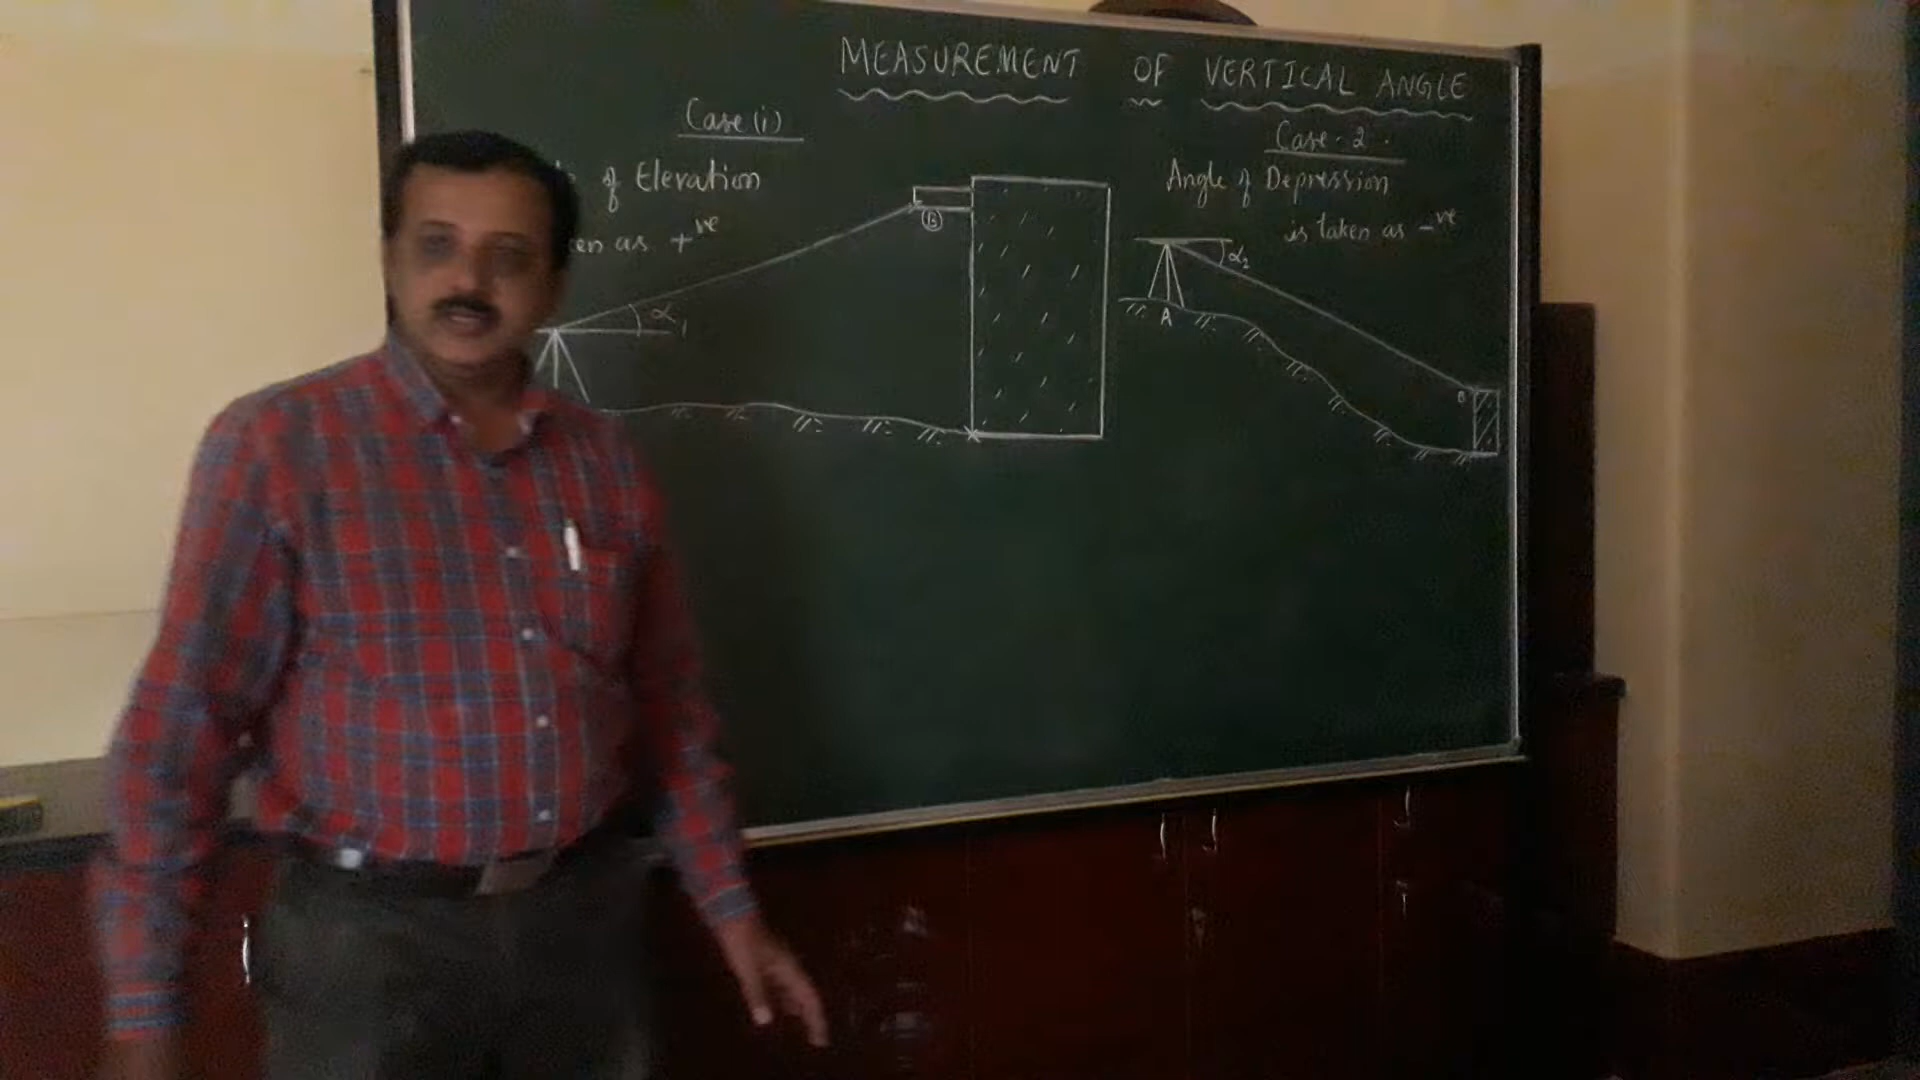 MEASUREMENT OF VERTICAL ANGLE
Case (i)
of Elevation
en as +ve
B
α1
Case - 2
Angle of Depression
is taken as -ve
α2
A
B